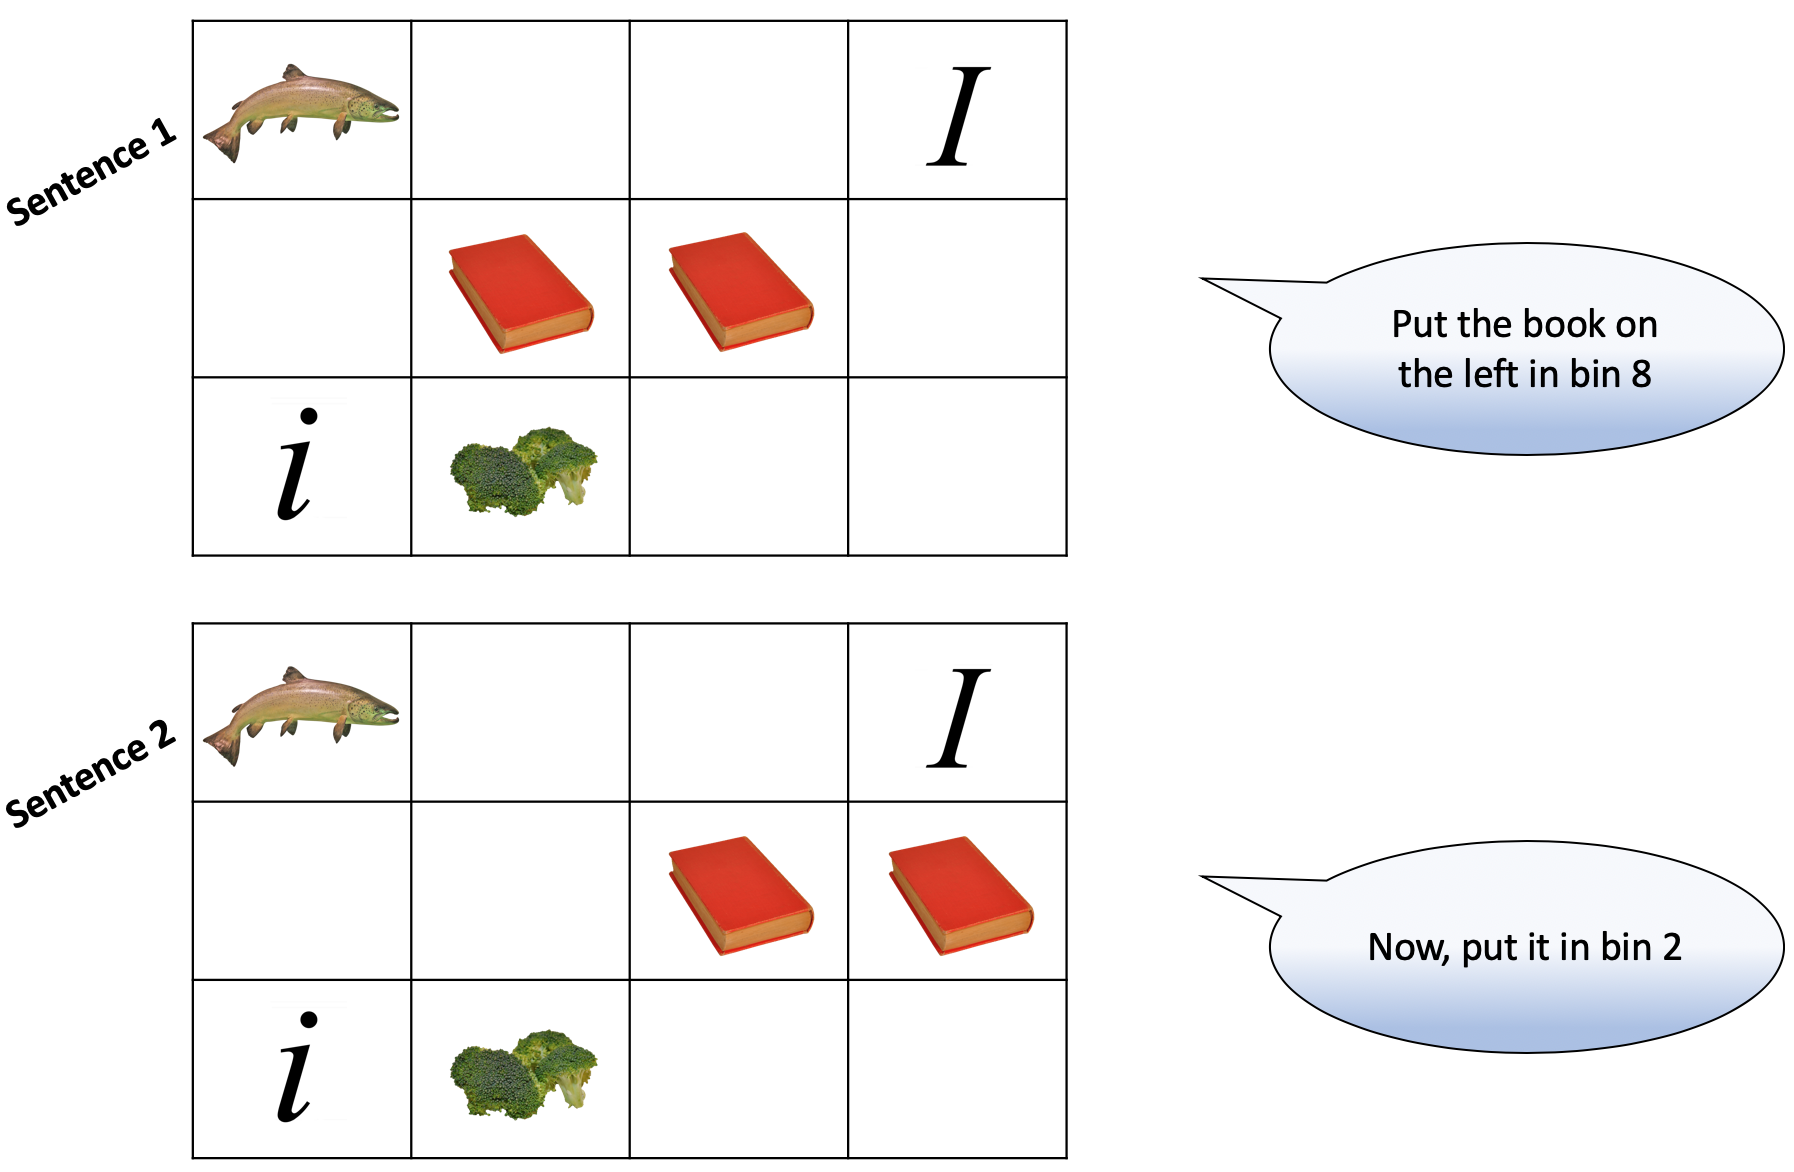 Sentence 1
I
Put the book on
the left in bin 8
i
Sentence 2
I
Now, put it in bin 2
i